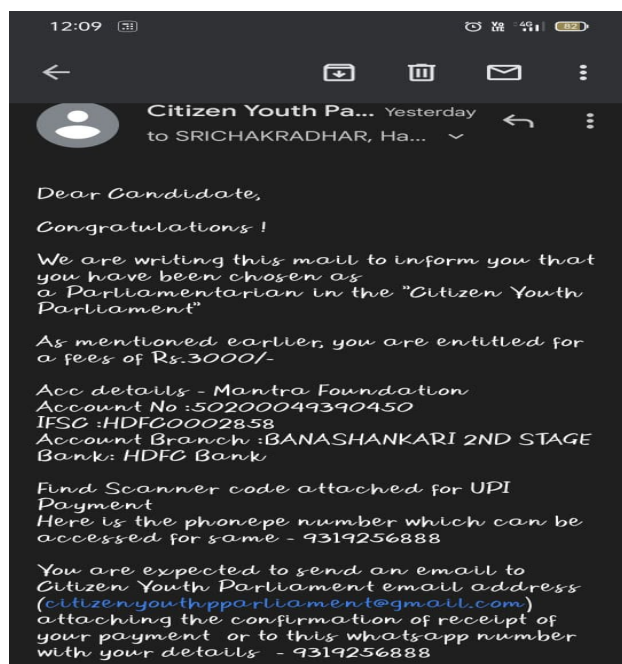 12:09
4G 82
Citizen Youth Pa... Yesterday
to SRICHAKRADHAR, Ha...
Dear Candidate,
Congratulations !
We are writing this mail to inform you that
you have been chosen as
a Parliamentarian in the "Citizen Youth
Parliament"
As mentioned earlier, you are entitled for
a fees of Rs.3000/-
Acc details - Mantra Foundation
Account No :50200049390450
IFSC :HDFC0002858
Account Branch :BANASHANKARI 2ND STAGE
Bank: HDFC Bank
Find Scanner code attached for UPI
Payment
Here is the phonepe number which can be
accessed for same - 9319256888
You are expected to send an email to
Citizen Youth Parliament email address
(citizenyouthpparliament@gmail.com)
attaching the confirmation of receipt of
your payment or to this whatsapp number
with your details - 9319256888